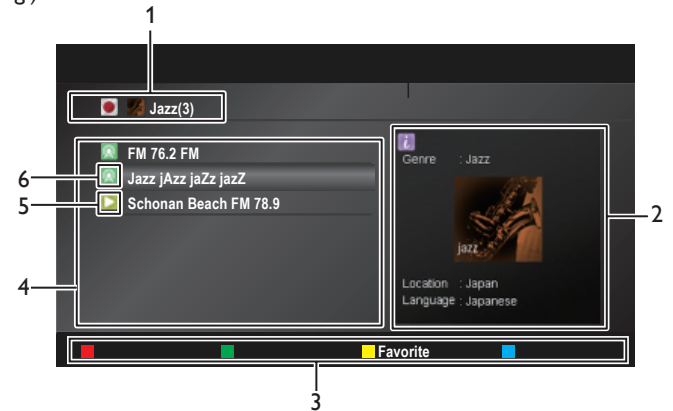 g)
1
Jazz(3)
FM 76.2 FM
Jazz jAzz jaZz jazZ
Schonan Beach FM 78.9
6
5
4
i
Genre : Jazz
jazz
Location : Japan
Language : Japanese
2
Favorite
3